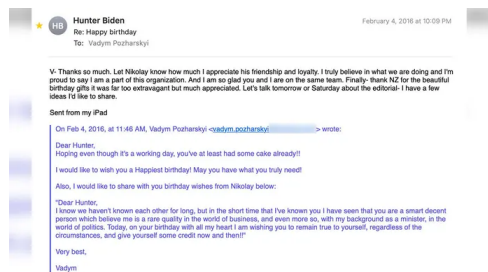 HB
Hunter Biden
February 4, 2016 at 10:09 PM
Re: Happy birthday
To: Vadym Pozharskyi
V- Thanks so much. Let Nikolay know how much I appreciate his friendship and loyalty. I truly believe in what we are doing and I'm
proud to say I am a part of this organization. And I am so glad you and I are on the same team. Finally- thank NZ for the beautiful
birthday gifts it was far too extravagant but much appreciated. Let's talk tomorrow or Saturday about the editorial- I have a few
ideas I'd like to share.
Sent from my iPad
On Feb 4, 2016, at 11:46 AM, Vadym Pozharskyi <vadym.pozharskyi > wrote:
Dear Hunter,
Hoping even though it's a working day, you've at least had some cake already!!
I would like to wish you a Happiest birthday! May you have what you truly need!
Also, I would like to share with you birthday wishes from Nikolay below:
"Dear Hunter,
I know we haven't known each other for long, but in the short time that I've known you I have seen that you are a smart decent
person which believe me is a rare quality in the world of business, and even more so, with my background as a minister, in the
world of politics. Today, on your birthday with all my heart I am wishing you to remain true to yourself, regardless of the
circumstances, and give yourself some credit now and then!!"
Very best,
Vadym